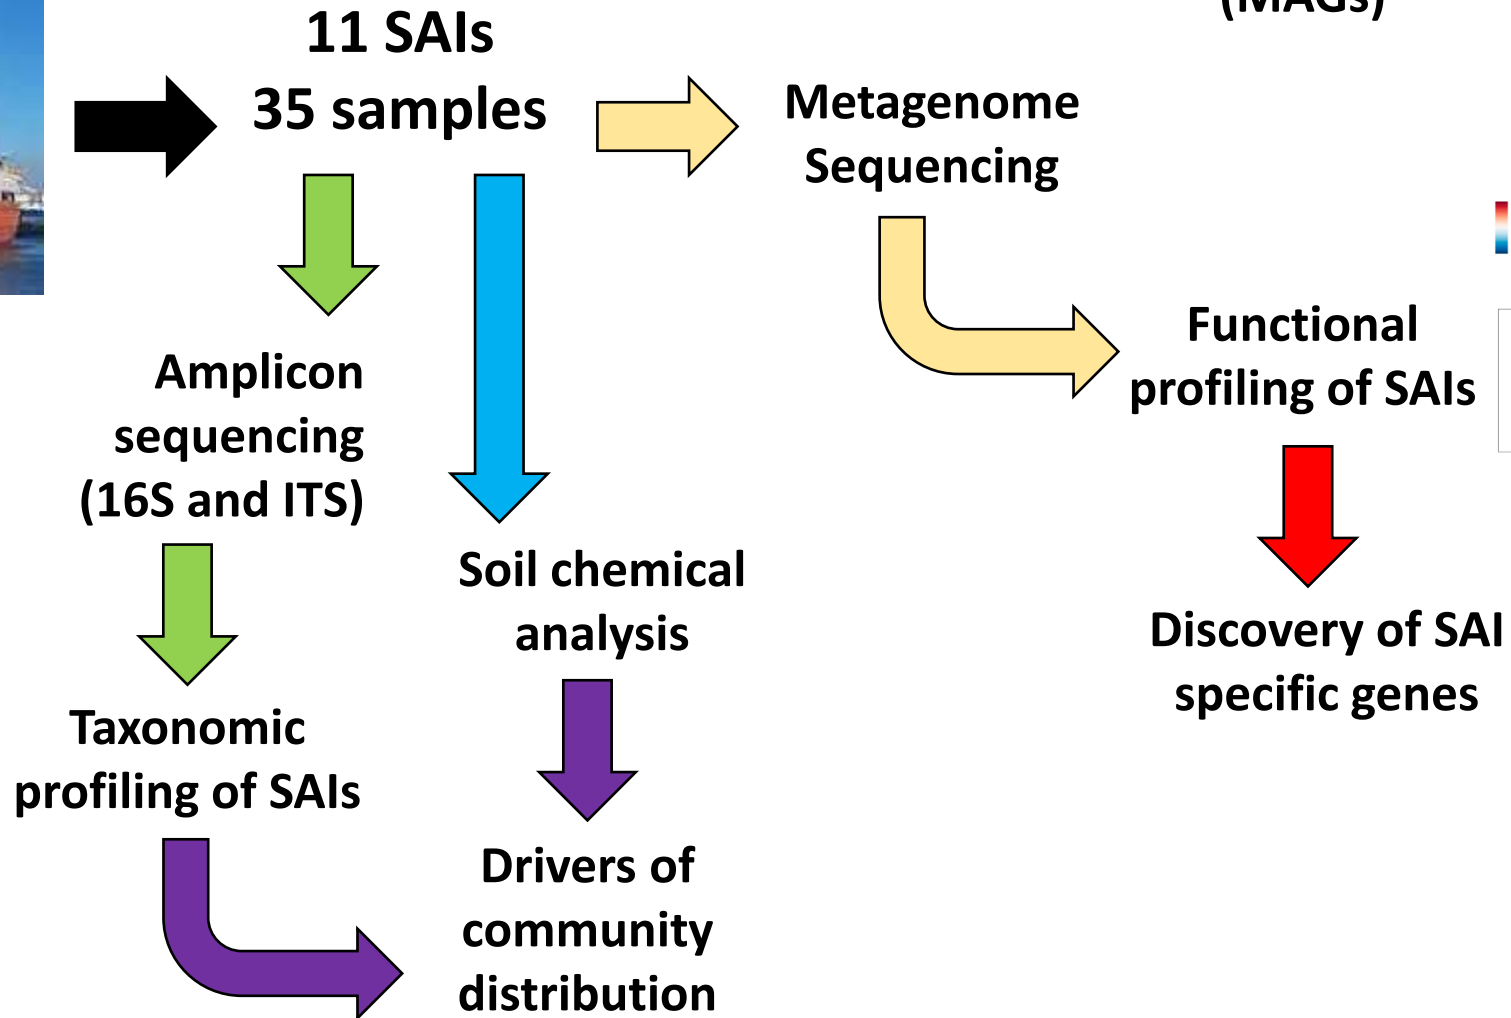 (MAGs)
11 SAIs
35 samples
Metagenome
Sequencing
Functional
profiling of SAIs
Amplicon
sequencing
(16S and ITS)
Soil chemical
analysis
Discovery of SAI
specific genes
Taxonomic
profiling of SAIs
Drivers of
community
distribution